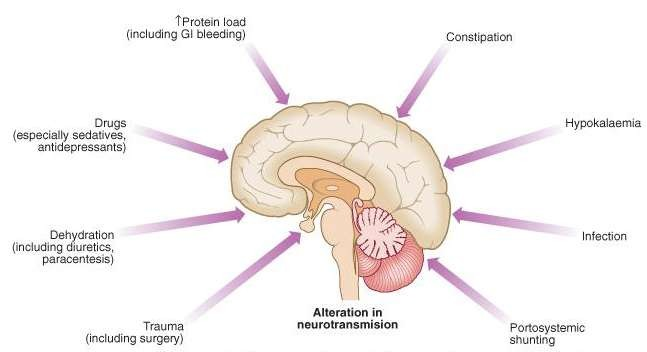 ↑Protein load
(including GI bleeding)
Constipation
Drugs
(especially sedatives,
antidepressants)
Hypokalaemia
Dehydration
(including diuretics,
paracentesis)
Infection
Alteration in
neurotransmision
Trauma
(including surgery)
Portosystemic
shunting